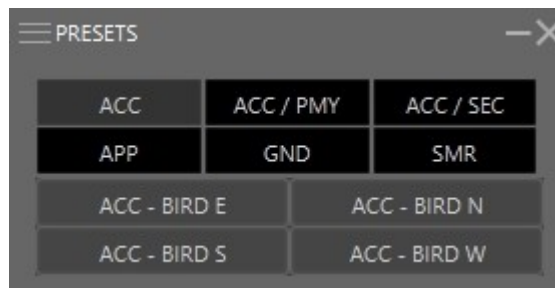 PRESETS
ACC ACC / PMY ACC / SEC
APP GND SMR
ACC - BIRD E ACC - BIRD N
ACC - BIRD S ACC - BIRD W